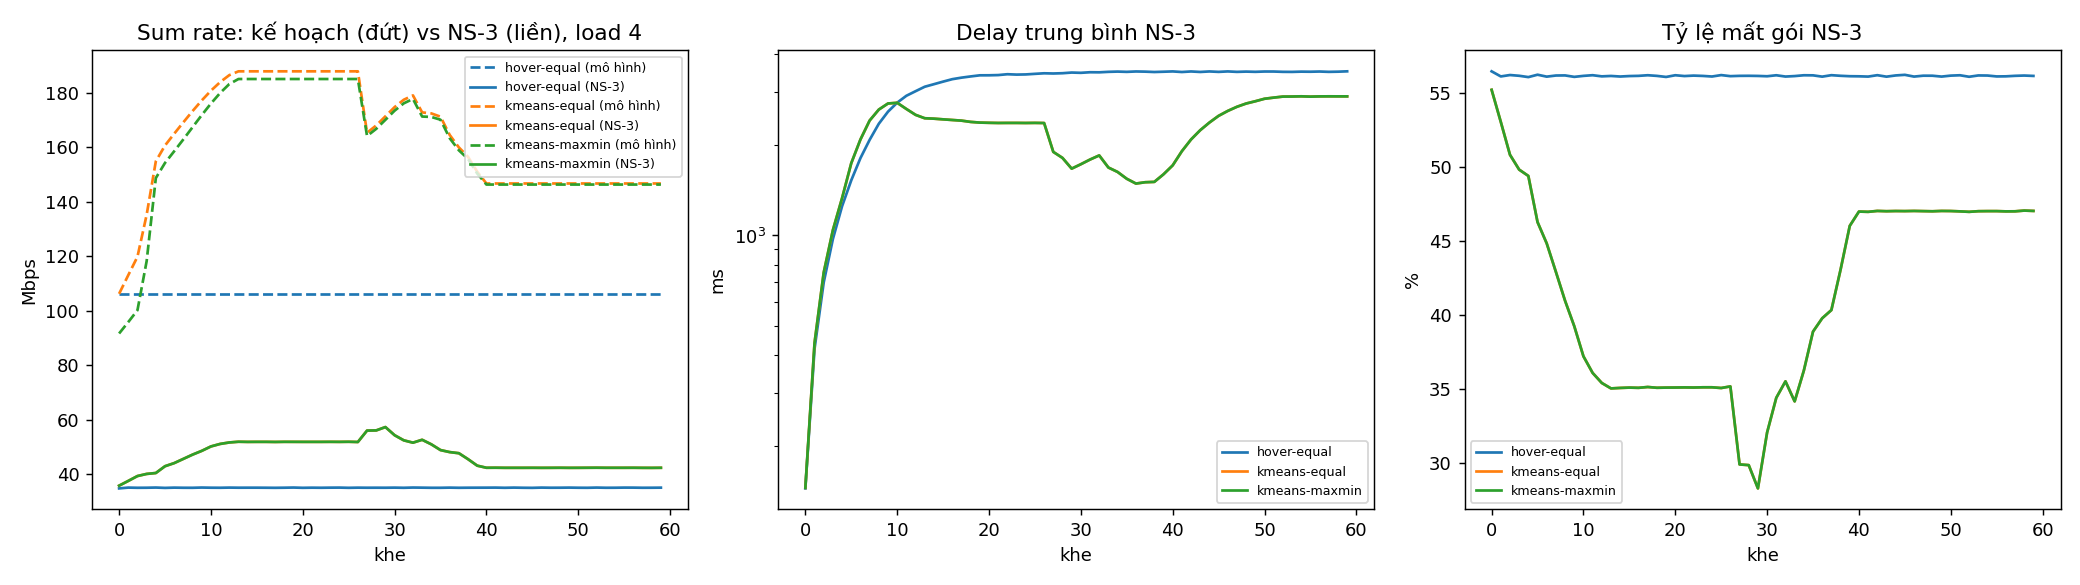 Sum rate: kế hoạch (đứt) vs NS-3 (liền), load 4
Mbps
180
160
140
120
100
80
60
40
0 10 20 30 40 50 60
khe
hover-equal (mô hình)
hover-equal (NS-3)
kmeans-equal (mô hình)
kmeans-equal (NS-3)
kmeans-maxmin (mô hình)
kmeans-maxmin (NS-3)
Delay trung bình NS-3
ms
10³
0 10 20 30 40 50 60
khe
hover-equal
kmeans-equal
kmeans-maxmin
Tỷ lệ mất gói NS-3
%
55
50
45
40
35
30
0 10 20 30 40 50 60
khe
hover-equal
kmeans-equal
kmeans-maxmin